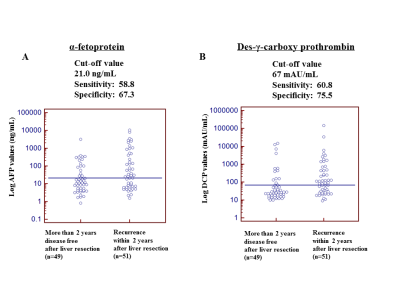 α-fetoprotein
A
Cut-off value
21.0 ng/mL
Sensitivity: 58.8
Specificity: 67.3
Log AFP values (ng/mL)
100000
10000
1000
100
10
1
0.1
More than 2 years
disease free
after liver resection
(n=49)
Recurrence
within 2 years
after liver resection
(n=51)
Des-γ-carboxy prothrombin
B
Cut-off value
67 mAU/mL
Sensitivity: 60.8
Specificity: 75.5
Log DCP values (mAU/mL)
1000000
100000
10000
1000
100
10
1
More than 2 years
disease free
after liver resection
(n=49)
Recurrence
within 2 years
after liver resection
(n=51)